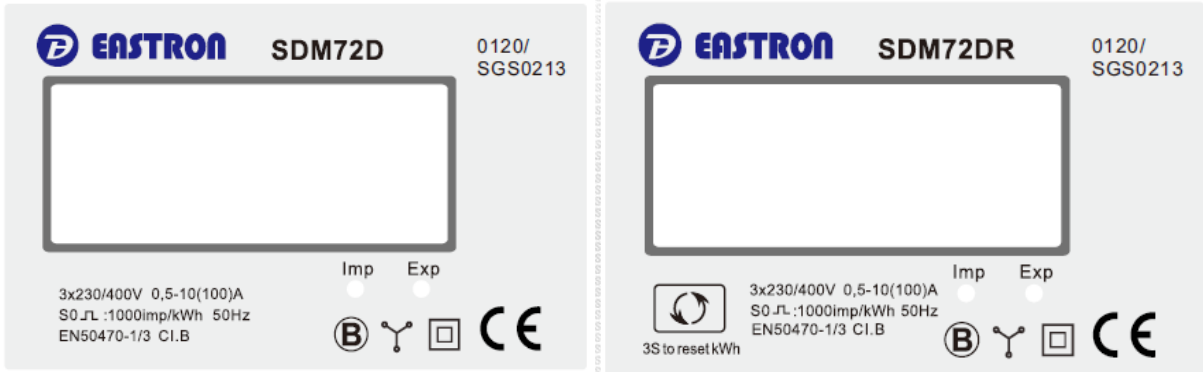 EASTRON SDM72D 0120/
SGS0213
Imp Exp
3x230/400V 0,5-10(100)A
S0 :1000imp/kWh 50Hz
EN50470-1/3 Cl.B
B CE
EASTRON SDM72DR 0120/
SGS0213
Imp Exp
3x230/400V 0,5-10(100)A
S0 :1000imp/kWh 50Hz
EN50470-1/3 Cl.B
3S to reset kWh
B CE